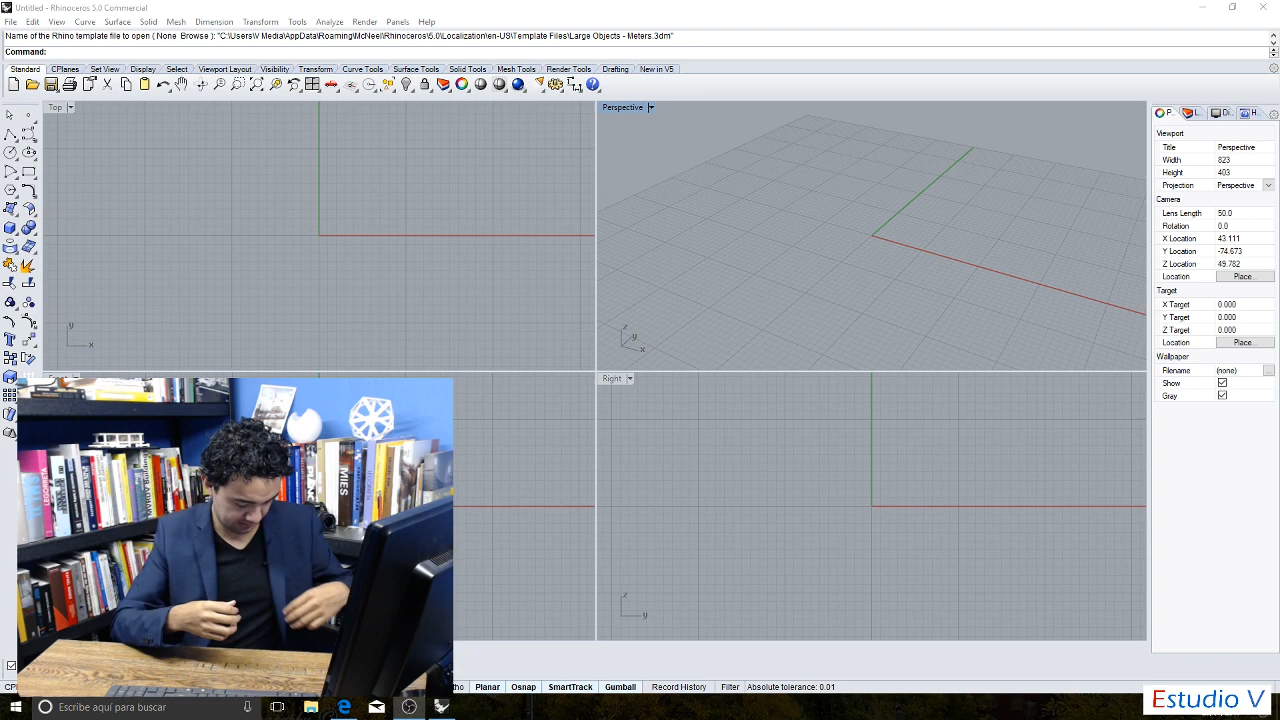 Untitled - Rhinoceros 5.0 Commercial
File Edit View Curve Surface Solid Mesh Dimension Transform Tools Analyze Render Panels Help
Name of the Rhino template file to open ( None Browse ): "C:\Users\V Media\AppData\Roaming\McNeel\Rhinoceros\5.0\Localization\en-US\Template Files\Large Objects - Meters.3dm"
Command:
Standard CPlanes Set View Display Select Viewport Layout Visibility Transform Curve Tools Surface Tools Solid Tools Mesh Tools Render Tools Drafting New in V5
Top
Perspective
P...
L...
Di...
H...
Viewport
Title Perspective
Width 823
Height 403
Projection Perspective
Camera
Lens Length 50.0
Rotation 0.0
X Location 43.111
Y Location -74.673
Z Location 49.782
Location Place...
Target
X Target 0.000
Y Target 0.000
Z Target 0.000
Location Place...
Wallpaper
Filename (none) ...
Show
Gray
y
x
z
y
x
Right
z
y
MIES
Planar Osnap SmartTrack Gumball Record History Filter Absolute tolerance: 0.01
Escribe aquí para buscar
Estudio V